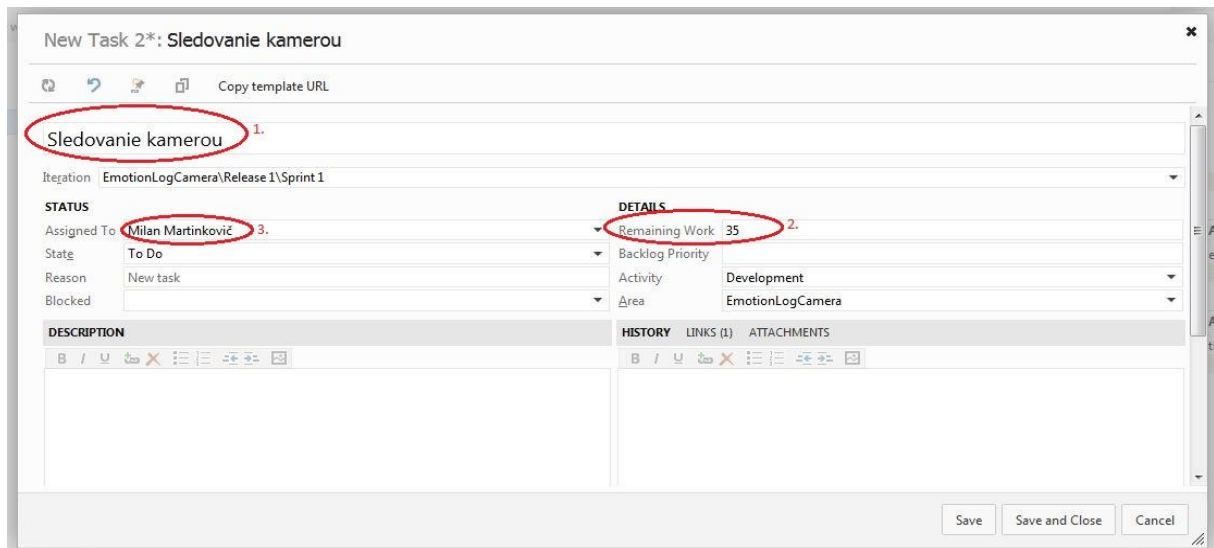 New Task 2*: Sledovanie kamerou
Copy template URL
Sledovanie kamerou 1.
Iteration EmotionLogCamera\Release 1\Sprint 1
STATUS
Assigned To Milan Martinkovič 3.
State To Do
Reason New task
Blocked
DETAILS
Remaining Work 35 2.
Backlog Priority
Activity Development
Area EmotionLogCamera
DESCRIPTION
B I U
HISTORY LINKS (1) ATTACHMENTS
B I U
Save Save and Close Cancel